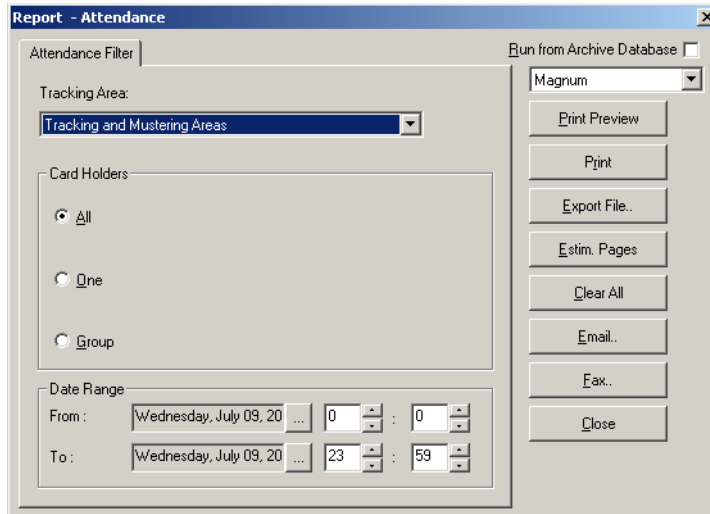 Report - Attendance
Attendance Filter
Run from Archive Database
Magnum
Tracking Area:
Tracking and Mustering Areas
Print Preview
Print
Export File..
Estim. Pages
Clear All
Email..
Fax..
Close
Card Holders
All
One
Group
Date Range
From : Wednesday, July 09, 20 ... 0 : 0
To : Wednesday, July 09, 20 ... 23 : 59